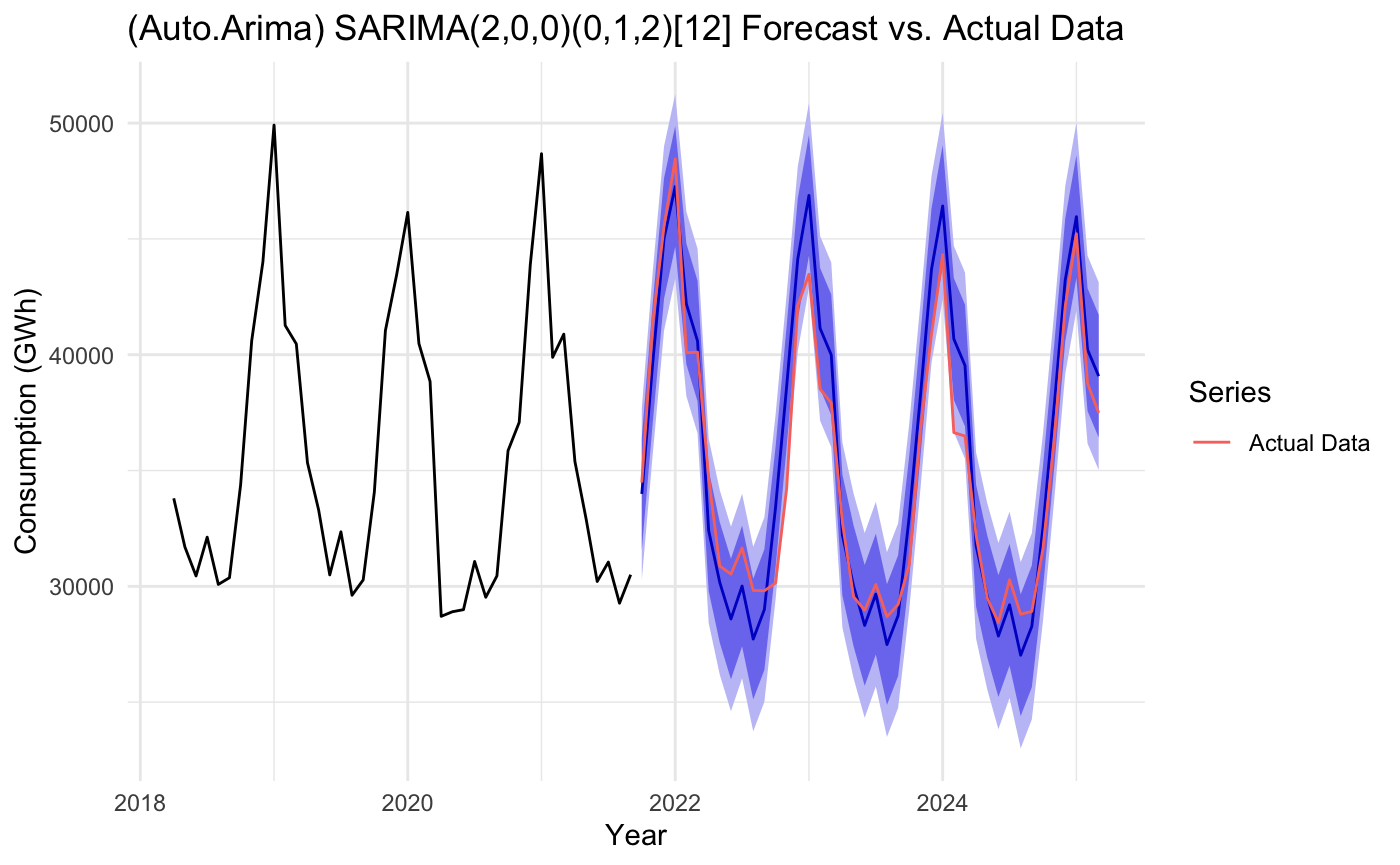 (Auto.Arima) SARIMA(2,0,0)(0,1,2)[12] Forecast vs. Actual Data
Consumption (GWh)
50000
40000
30000
2018
2020
2022
2024
Year
Series
Actual Data